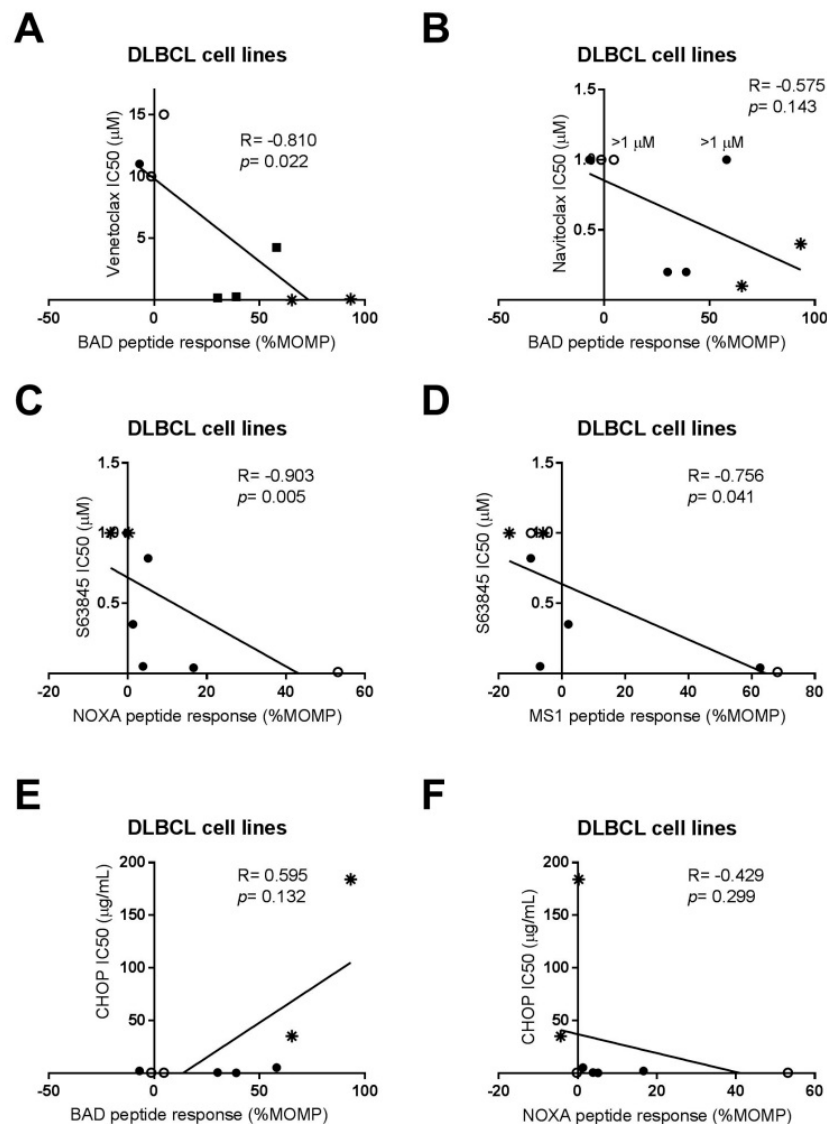 A
DLBCL cell lines
R= -0.810
p= 0.022
Venetoclax IC50 (µM)
15
10
5
-50 0 50 100
BAD peptide response (%MOMP)
B
DLBCL cell lines
R= -0.575
p= 0.143
>1 µM >1 µM
Navitoclax IC50 (µM)
1.5
1.0
0.5
-50 0 50 100
BAD peptide response (%MOMP)
C
DLBCL cell lines
R= -0.903
p= 0.005
S63845 IC50 (µM)
1.5
1.0
0.5
-20 0 20 40 60
NOXA peptide response (%MOMP)
D
DLBCL cell lines
R= -0.756
p= 0.041
S63845 IC50 (µM)
1.5
1.0
0.5
-20 0 20 40 60 80
MS1 peptide response (%MOMP)
E
DLBCL cell lines
R= 0.595
p= 0.132
CHOP IC50 (µg/mL)
200
150
100
50
-50 0 50 100
BAD peptide response (%MOMP)
F
DLBCL cell lines
R= -0.429
p= 0.299
CHOP IC50 (µg/mL)
200
150
100
50
-20 0 20 40 60
NOXA peptide response (%MOMP)